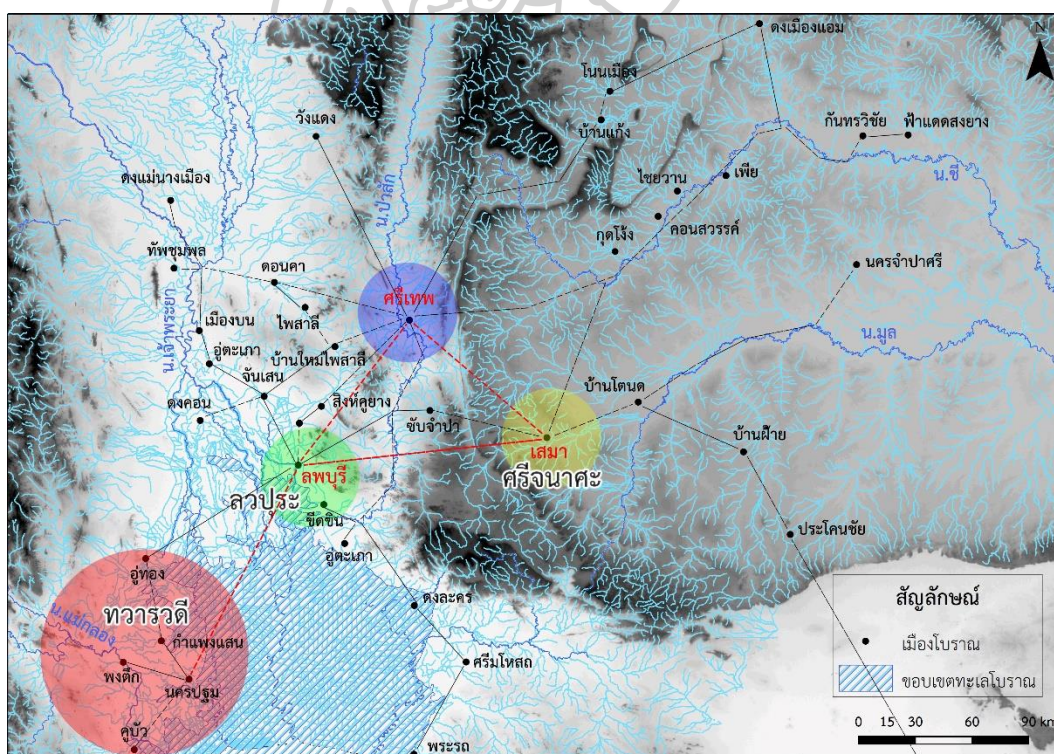 ดงเมืองแอม
N
โนนเมือง
วังแดง
บ้านแก้ง
กันทรวิชัย
ฟ้าแดดสงยาง
ดงแม่นางเมือง
น.ป่าสัก
ไชยวาน
เพีย
น.ชี
คอนสวรรค์
ทัพชุมพล
กุดโง้ง
นครจำปาศรี
ดอนคา
ศรีเทพ
น.เจ้าพระยา
ไพสาลี
เมืองบน
น.มูล
อู่ตะเภา
บ้านใหม่ไพสาลี
จันเสน
บ้านโตนด
ดงคอน
สิงห์คูยาง
ซับจำปา
บ้านฝ้าย
เสมา
ลพบุรี
ศรีจนาศะ
ลวปุระ
ขีดขิน
ประโคนชัย
อู่ตะเภา
อู่ทอง
สัญลักษณ์
ดงละคร
ทวารวดี
น.แม่กลอง
กำแพงแสน
เมืองโบราณ
พงตึก
ศรีมโหสถ
ขอบเขตทะเลโบราณ
นครปฐม
0 15 30 60 90 km
คูบัว
พระรถ